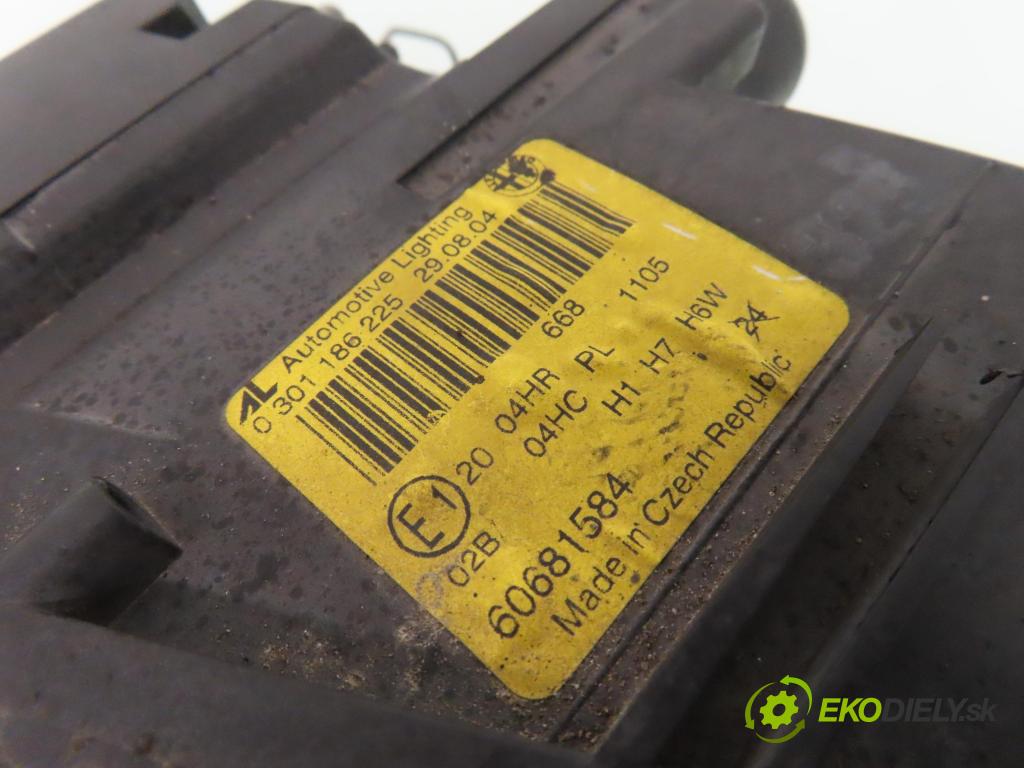 AL Automotive Lighting
0 301 186 225 29.08.04
E1 20 04HR 668 1105
02B 04HC PL
H1 H7 H6W 24
60681584
Made in Czech Republic
EKODIELY.sk